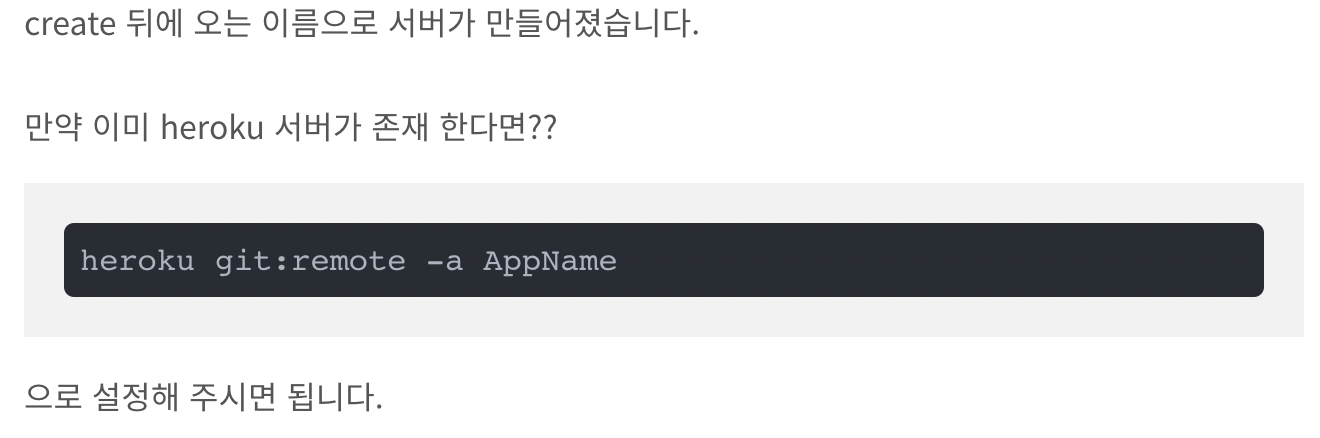 create 뒤에 오는 이름으로 서버가 만들어졌습니다.
만약 이미 heroku 서버가 존재 한다면??
heroku git:remote -a AppName
으로 설정해 주시면 됩니다.